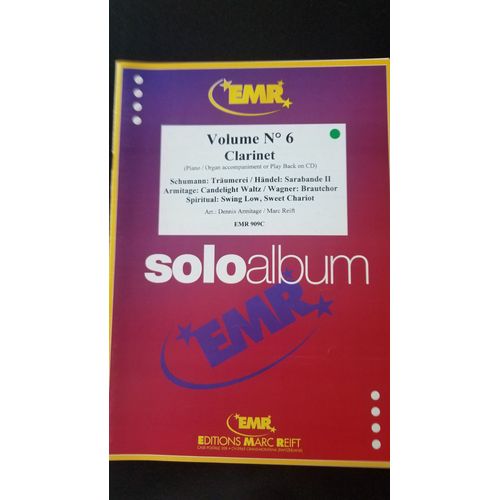 EMR
Volume N° 6
Clarinet
(Piano / Organ accompaniment or Play Back on CD)
Schumann: Träumerei / Händel: Sarabande II
Armitage: Candelight Waltz / Wagner: Brautchor
Spiritual: Swing Low, Sweet Chariot
Arr.: Dennis Armitage / Marc Reift
EMR 909C
soloalbum
EMR
EMR
EDITIONS MARC REIFT